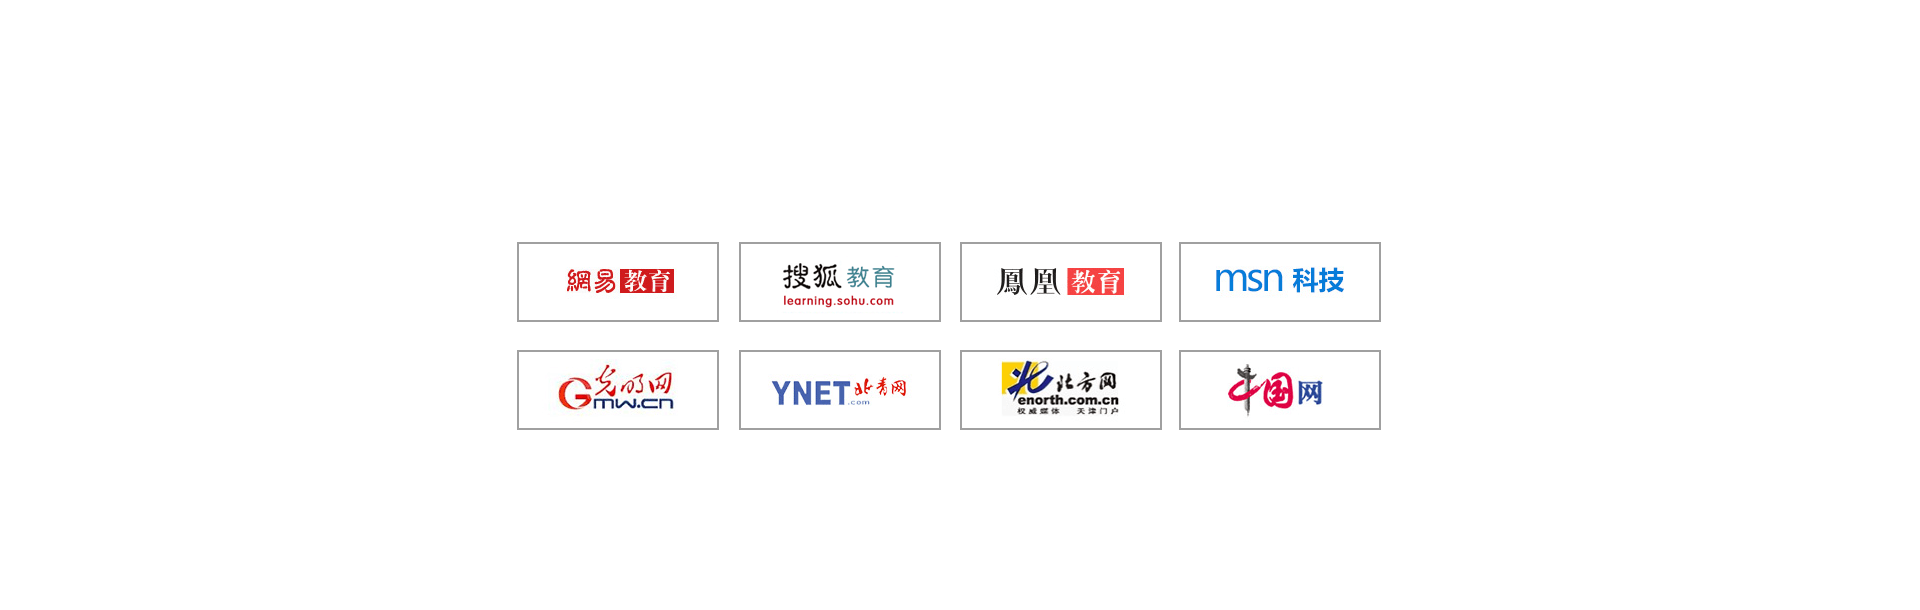 網易教育
搜狐教育
learning.sohu.com
鳳凰教育
msn 科技
光明网
Gmw.cn
YNET.com 北青网
北方网
enorth.com.cn
权威媒体 天津门户
中国网